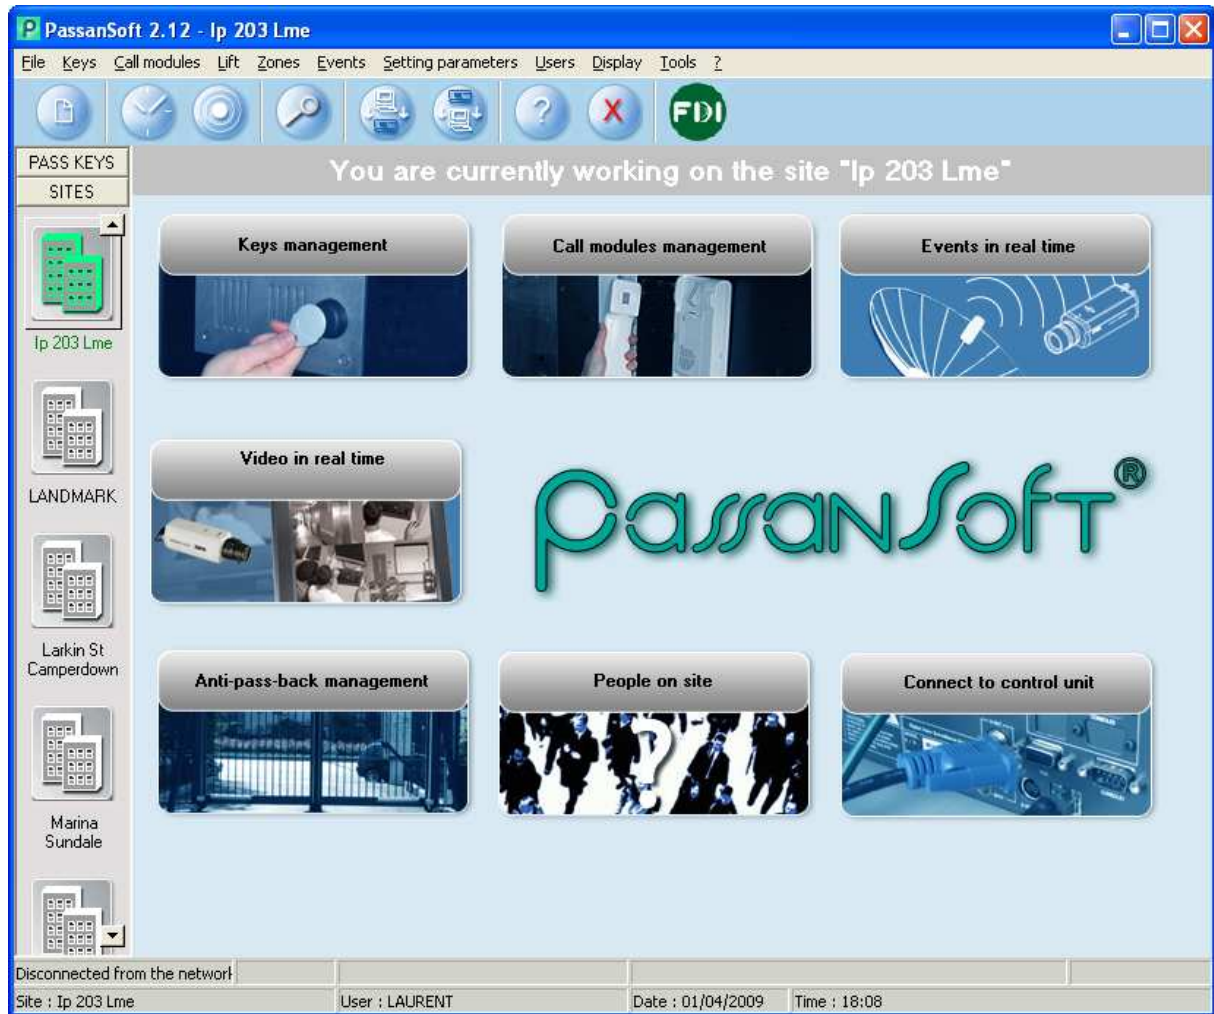 PassanSoft 2.12 - Ip 203 Lme
File Keys Call modules Lift Zones Events Setting parameters Users Display Tools ?
FDI
PASS KEYS
SITES
You are currently working on the site "Ip 203 Lme"
Keys management
Call modules management
Events in real time
Ip 203 Lme
Video in real time
PassanSoft®
LANDMARK
Larkin St
Camperdown
Anti-pass-back management
People on site
Connect to control unit
Marina
Sundale
Disconnected from the network
Site : Ip 203 Lme
User : LAURENT
Date : 01/04/2009
Time : 18:08